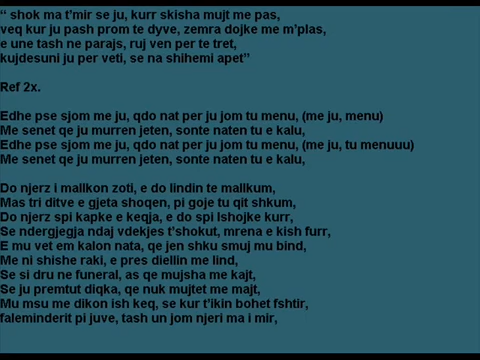 “ shok ma t’mir se ju, kurr skisha mujt me pas,
veq kur ju pash prom te dyve, zemra dojke me m’plas,
e une tash ne parajs, ruj ven per te tret,
kujdesuni ju per veti, se na shihemi apet”
Ref 2x.
Edhe pse sjom me ju, qdo nat per ju jom tu menu, (me ju, menu)
Me senet qe ju murren jeten, sonte naten tu e kalu,
Edhe pse sjom me ju, qdo nat per ju jom tu menu, (me ju, tu menuuu)
Me senet qe ju murren jeten, sonte naten tu e kalu,
Do njerz i mallkon zoti, e do lindin te mallkum,
Mas tri ditve e gjeta shoqen, pi goje tu qit shkum,
Do njerz spi kapke e keqja, e do spi lshojke kurr,
Se ndergjegja ndaj vdekjes t’shokut, mrena e kish furr,
E mu vet em kalon nata, qe jen shku smuj mu bind,
Me ni shishe raki, e pres diellin me lind,
Se si dru ne funeral, as qe mujsha me kajt,
Se ju premtut diqka, qe nuk mujtet me majt,
Mu msu me dikon ish keq, se kur t’ikin bohet fshtir,
faleminderit pi juve, tash un jom njeri ma i mir,